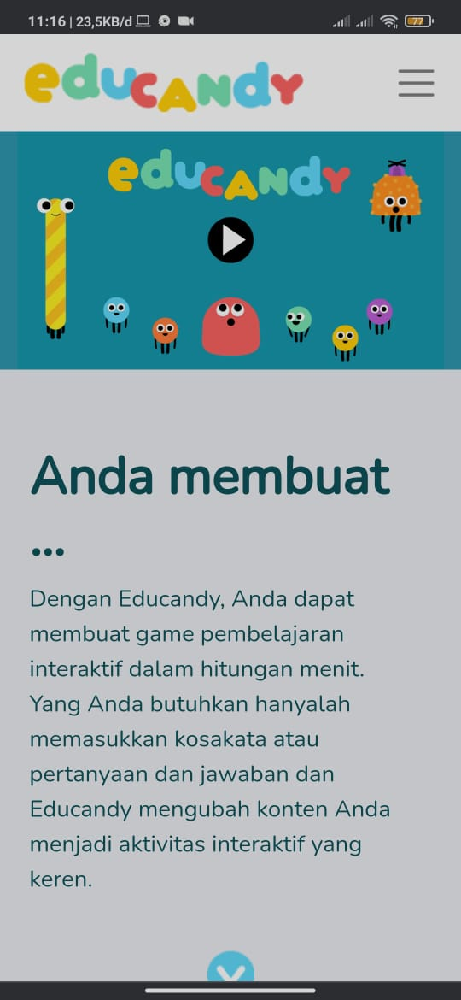 11:16 | 23,5KB/d
77
eduCANdY
eduCANdY
Anda membuat
...
Dengan Educandy, Anda dapat
membuat game pembelajaran
interaktif dalam hitungan menit.
Yang Anda butuhkan hanyalah
memasukkan kosakata atau
pertanyaan dan jawaban dan
Educandy mengubah konten Anda
menjadi aktivitas interaktif yang
keren.